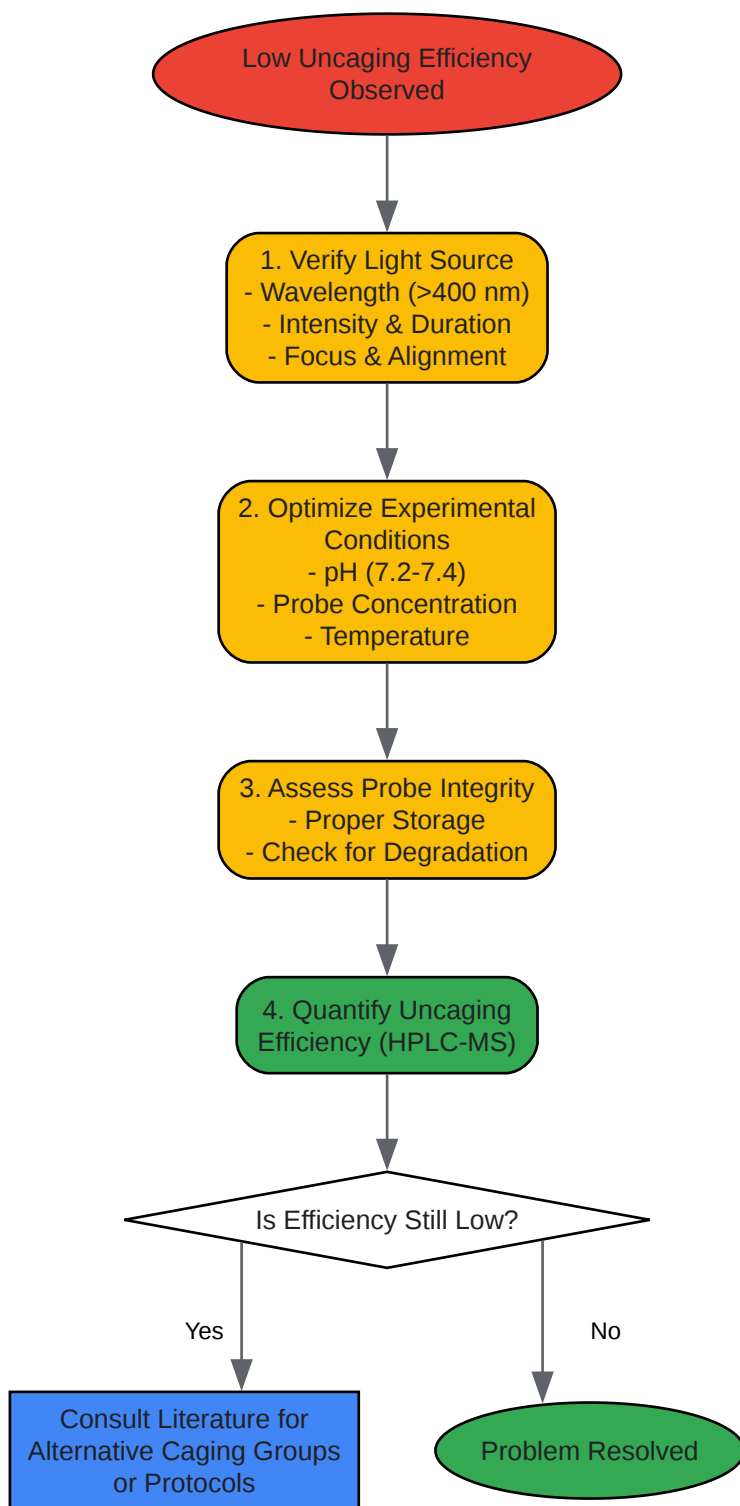 Low Uncaging Efficiency
Observed
1. Verify Light Source
- Wavelength (>400 nm)
- Intensity & Duration
- Focus & Alignment
2. Optimize Experimental
Conditions
- pH (7.2-7.4)
- Probe Concentration
- Temperature
3. Assess Probe Integrity
- Proper Storage
- Check for Degradation
4. Quantify Uncaging
Efficiency (HPLC-MS)
Is Efficiency Still Low?
Yes
No
Consult Literature for
Alternative Caging Groups
or Protocols
Problem Resolved